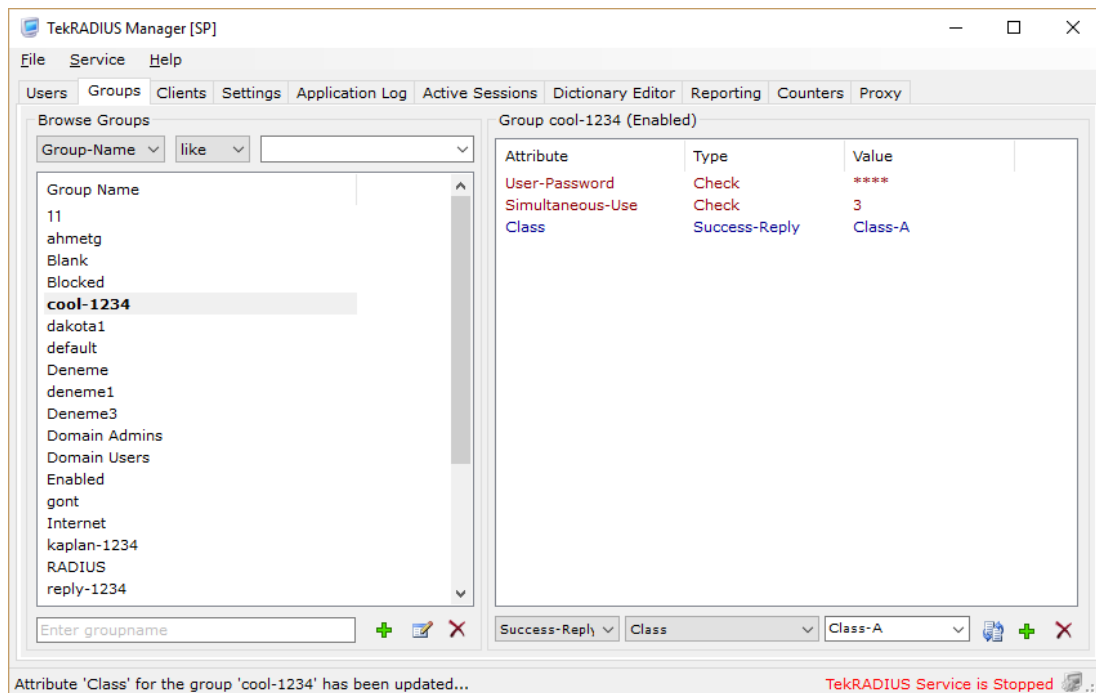 TekRADIUS Manager [SP]
File Service Help
Users Groups Clients Settings Application Log Active Sessions Dictionary Editor Reporting Counters Proxy
Browse Groups
Group-Name like
Group Name
11
ahmetg
Blank
Blocked
cool-1234
dakota1
default
Deneme
deneme1
Deneme3
Domain Admins
Domain Users
Enabled
gont
Internet
kaplan-1234
RADIUS
reply-1234
Enter groupname
Group cool-1234 (Enabled)
Attribute Type Value
User-Password Check ****
Simultaneous-Use Check 3
Class Success-Reply Class-A
Success-Reply Class Class-A
Attribute 'Class' for the group 'cool-1234' has been updated...
TekRADIUS Service is Stopped